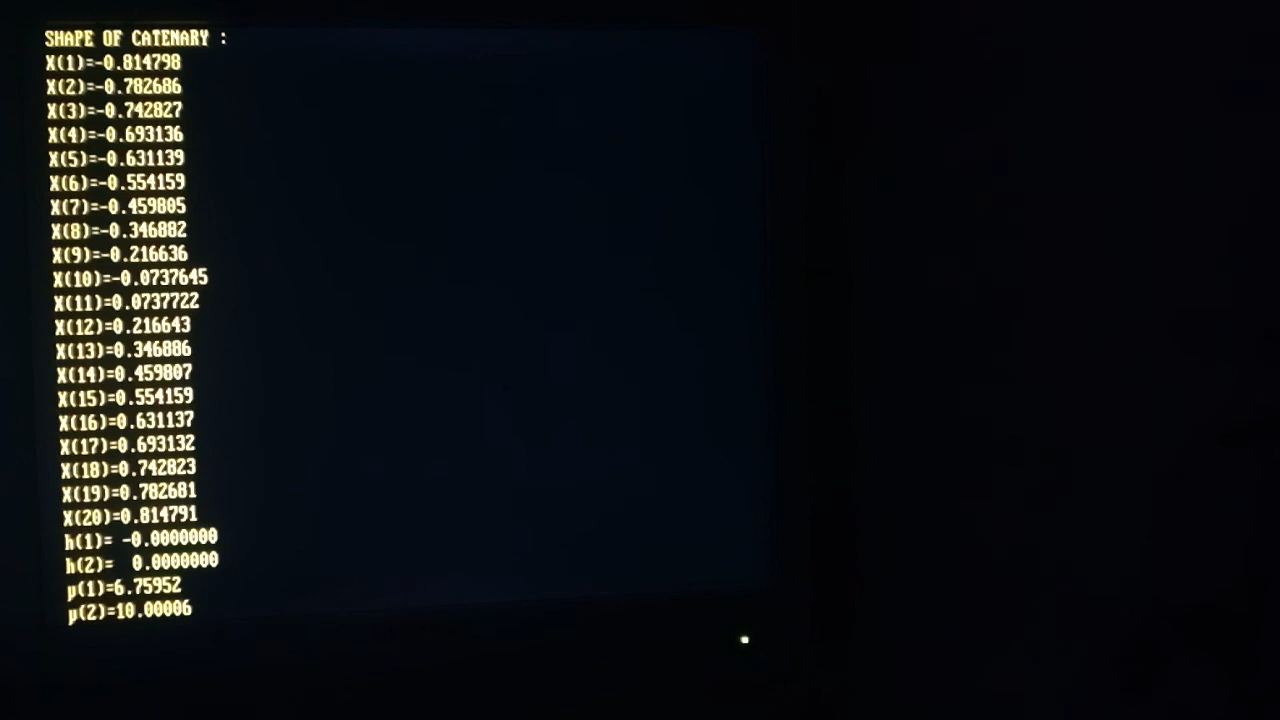 SHAPE OF CATENARY :
X(1)=-0.814798
X(2)=-0.782686
X(3)=-0.742827
X(4)=-0.693136
X(5)=-0.631139
X(6)=-0.554159
X(7)=-0.459805
X(8)=-0.346882
X(9)=-0.216636
X(10)=-0.0737645
X(11)=0.0737722
X(12)=0.216643
X(13)=0.346886
X(14)=0.459807
X(15)=0.554159
X(16)=0.631137
X(17)=0.693132
X(18)=0.742823
X(19)=0.782681
X(20)=0.814791
h(1)= -0.0000000
h(2)=  0.0000000
μ(1)=6.75952
μ(2)=10.00006